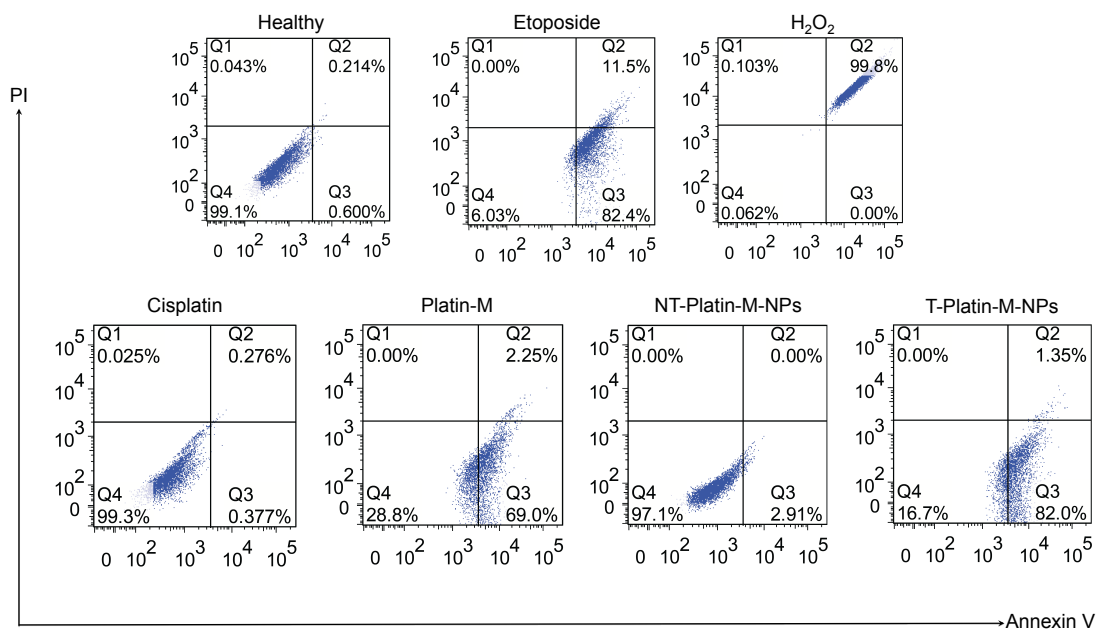 Healthy
Etoposide
H₂O₂
PI
Q1
0.043%
Q2
0.214%
Q4
99.1%
Q3
0.600%
10⁵
10⁴
10³
10²
0
0 10² 10³ 10⁴ 10⁵
Q1
0.00%
Q2
11.5%
Q4
6.03%
Q3
82.4%
10⁵
10⁴
10³
10²
0
0 10² 10³ 10⁴ 10⁵
Q1
0.103%
Q2
99.8%
Q4
0.062%
Q3
0.00%
10⁵
10⁴
10³
10²
0
0 10² 10³ 10⁴ 10⁵
Cisplatin
Platin-M
NT-Platin-M-NPs
T-Platin-M-NPs
Q1
0.025%
Q2
0.276%
Q4
99.3%
Q3
0.377%
10⁵
10⁴
10³
10²
0
0 10² 10³ 10⁴ 10⁵
Q1
0.00%
Q2
2.25%
Q4
28.8%
Q3
69.0%
10⁵
10⁴
10³
10²
0
0 10² 10³ 10⁴ 10⁵
Q1
0.00%
Q2
0.00%
Q4
97.1%
Q3
2.91%
10⁵
10⁴
10³
10²
0
0 10² 10³ 10⁴ 10⁵
Q1
0.00%
Q2
1.35%
Q4
16.7%
Q3
82.0%
10⁵
10⁴
10³
10²
0
0 10² 10³ 10⁴ 10⁵
Annexin V